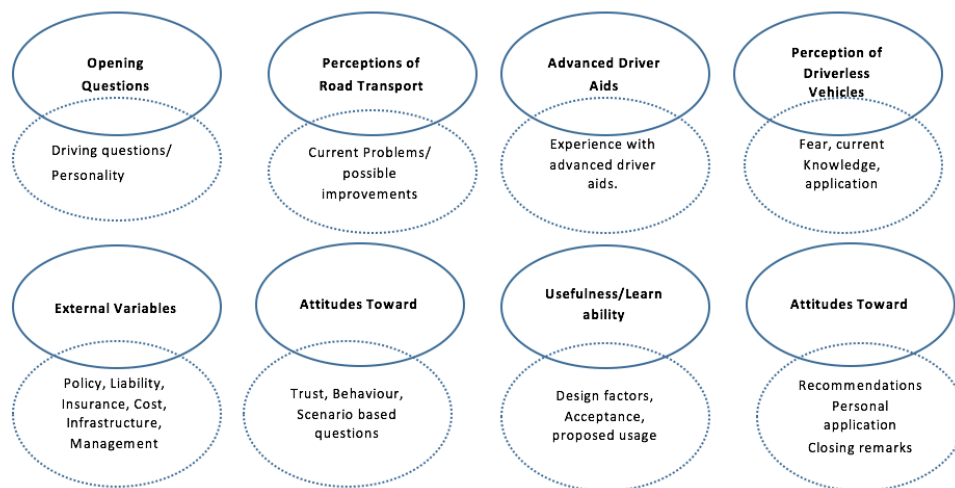 Opening
Questions
Driving questions/
Personality
Perceptions of
Road Transport
Current Problems/
possible
improvements
Advanced Driver
Aids
Experience with
advanced driver
aids.
Perception of
Driverless
Vehicles
Fear, current
Knowledge,
application
External Variables
Policy, Liability,
Insurance, Cost,
Infrastructure,
Management
Attitudes Toward
Trust, Behaviour,
Scenario based
questions
Usefulness/Learn
ability
Design factors,
Acceptance,
proposed usage
Attitudes Toward
Recommendations
Personal
application
Closing remarks